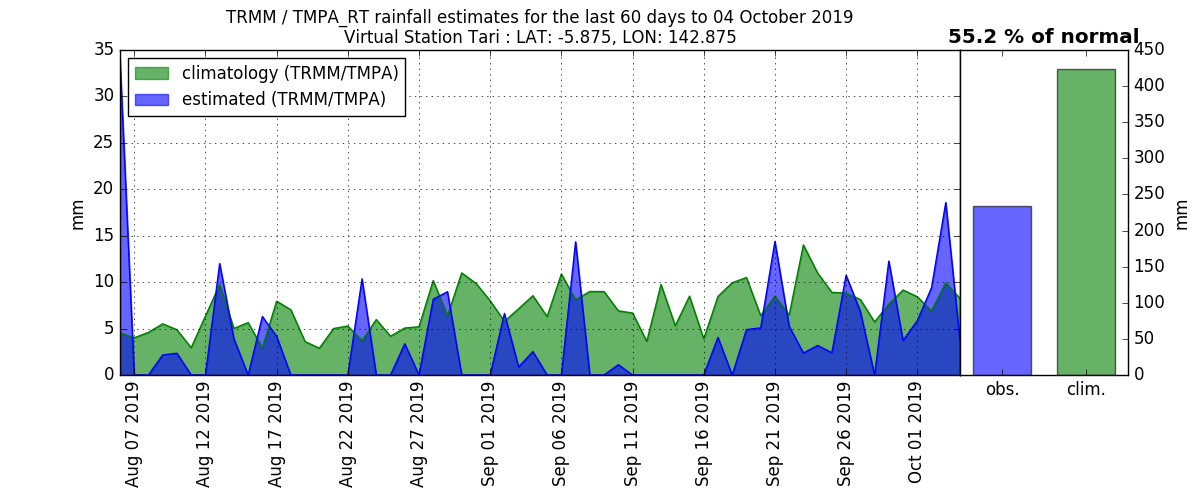 TRMM / TMPA_RT rainfall estimates for the last 60 days to 04 October 2019
Virtual Station Tari : LAT: -5.875, LON: 142.875
55.2 % of normal
climatology (TRMM/TMPA)
estimated (TRMM/TMPA)
35
30
25
20
15
10
5
0
mm
Aug 07 2019
Aug 12 2019
Aug 17 2019
Aug 22 2019
Aug 27 2019
Sep 01 2019
Sep 06 2019
Sep 11 2019
Sep 16 2019
Sep 21 2019
Sep 26 2019
Oct 01 2019
450
400
350
300
250
200
150
100
50
0
mm
obs.
clim.